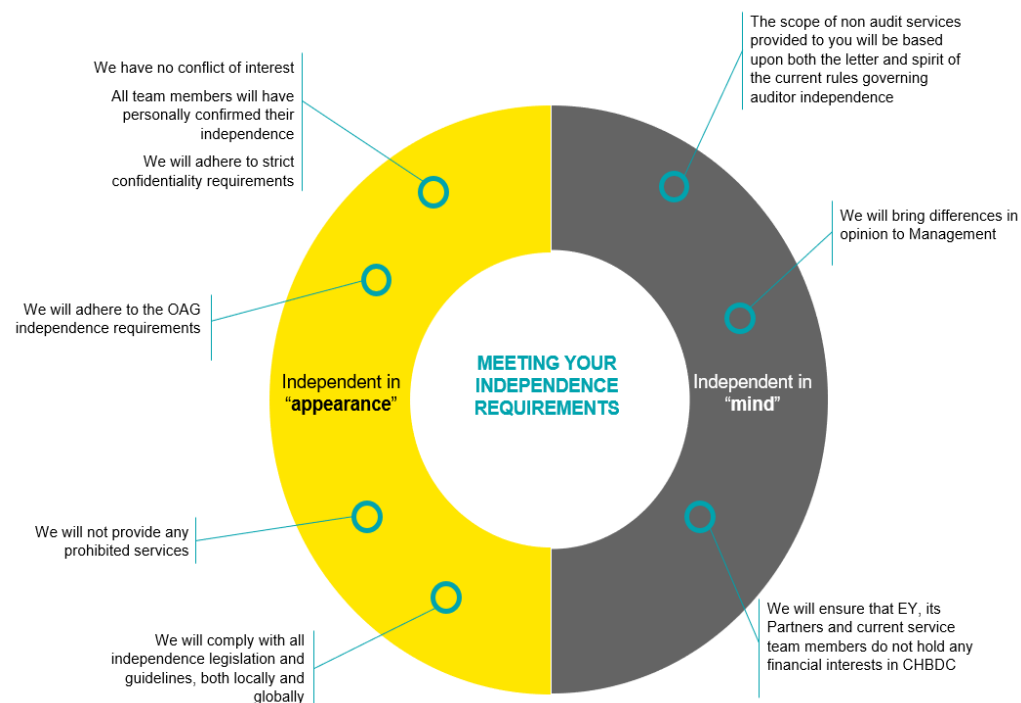 We have no conflict of interest
All team members will have
personally confirmed their
independence
We will adhere to strict
confidentiality requirements
We will adhere to the OAG
independence requirements
Independent in
“appearance”
We will not provide any
prohibited services
We will comply with all
independence legislation and
guidelines, both locally and
globally
MEETING YOUR
INDEPENDENCE
REQUIREMENTS
The scope of non audit services
provided to you will be based
upon both the letter and spirit of
the current rules governing
auditor independence
We will bring differences in
opinion to Management
Independent in
“mind”
We will ensure that EY, its
Partners and current service
team members do not hold any
financial interests in CHBDC